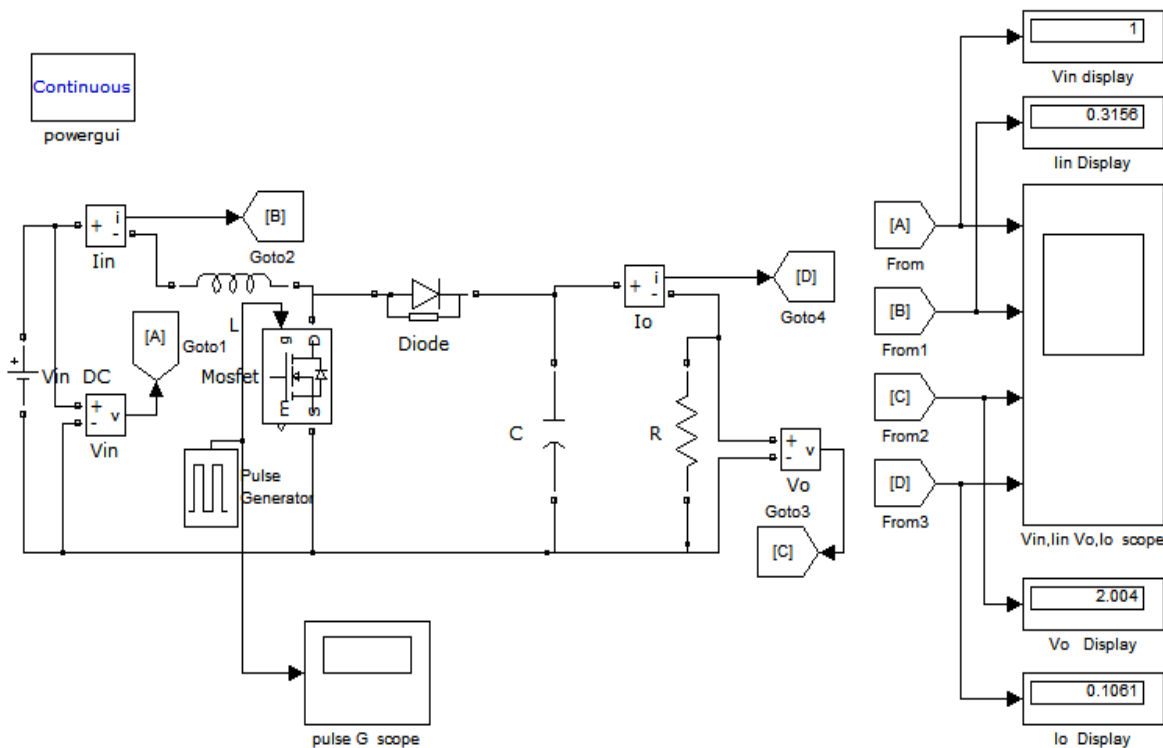 Continuous
powergui
1
Vin display
0.3156
Iin Display
+
i
-
Iin
[B]
Goto2
[A]
From
[B]
From1
[C]
From2
[D]
From3
Vin,Iin Vo,Io scope
L
[A]
Goto1
Diode
+
i
-
Io
[D]
Goto4
g
D
m
S
Mosfet
+
Vin DC
+
-
v
Vin
Pulse
Generator
C
R
+
-
v
Vo
Goto3
[C]
2.004
Vo Display
0.1061
Io Display
pulse G scope